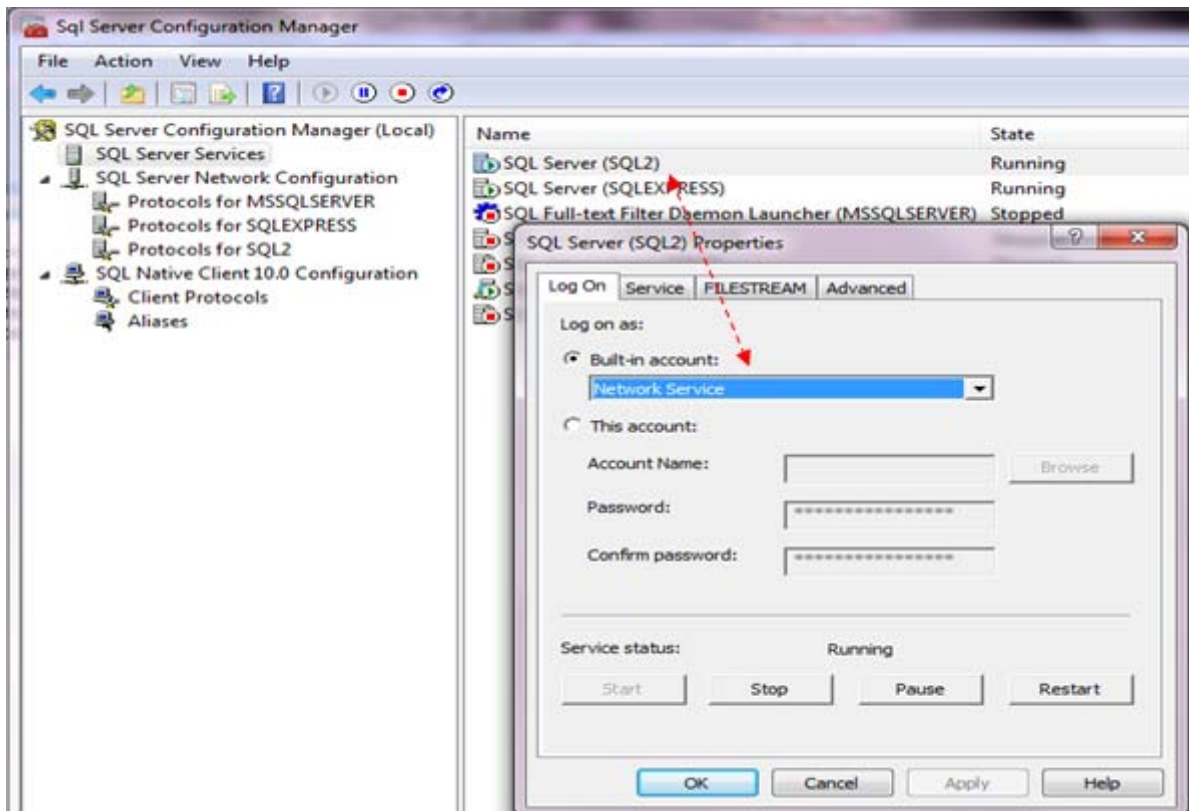 Sql Server Configuration Manager
File Action View Help
SQL Server Configuration Manager (Local)
SQL Server Services
SQL Server Network Configuration
Protocols for MSSQLSERVER
Protocols for SQLEXPRESS
Protocols for SQL2
SQL Native Client 10.0 Configuration
Client Protocols
Aliases
Name State
SQL Server (SQL2) Running
SQL Server (SQLEXPRESS) Running
SQL Full-text Filter Daemon Launcher (MSSQLSERVER) Stopped
SQL Server (SQL2) Properties
Log On Service FILESTREAM Advanced
Log on as:
Built-in account:
Network Service
This account:
Account Name: Browse
Password: ****************
Confirm password: ****************
Service status: Running
Start Stop Pause Restart
OK Cancel Apply Help